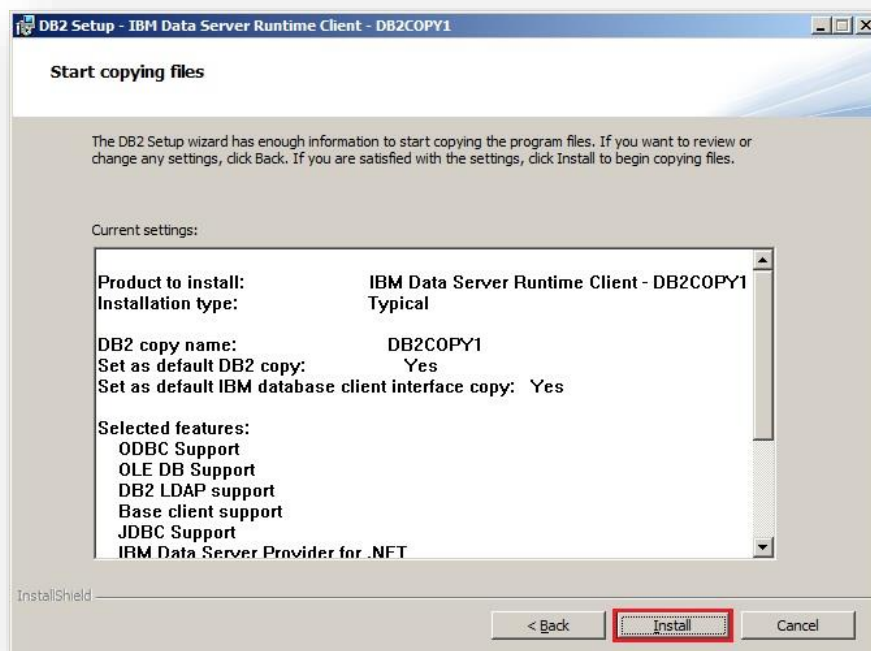 DB2 Setup - IBM Data Server Runtime Client - DB2COPY1
Start copying files
The DB2 Setup wizard has enough information to start copying the program files. If you want to review or
change any settings, click Back. If you are satisfied with the settings, click Install to begin copying files.
Current settings:
Product to install: IBM Data Server Runtime Client - DB2COPY1
Installation type: Typical
DB2 copy name: DB2COPY1
Set as default DB2 copy: Yes
Set as default IBM database client interface copy: Yes
Selected features:
ODBC Support
OLE DB Support
DB2 LDAP support
Base client support
JDBC Support
IBM Data Server Provider for .NET
InstallShield
< Back Install Cancel